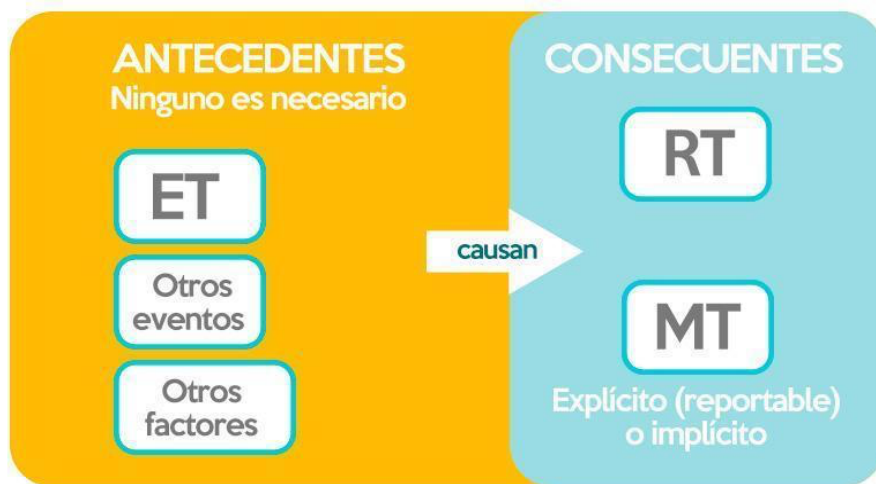 ANTECEDENTES
Ninguno es necesario
ET
Otros
eventos
Otros
factores
causan
CONSECUENTES
RT
MT
Explícito (reportable)
o implícito